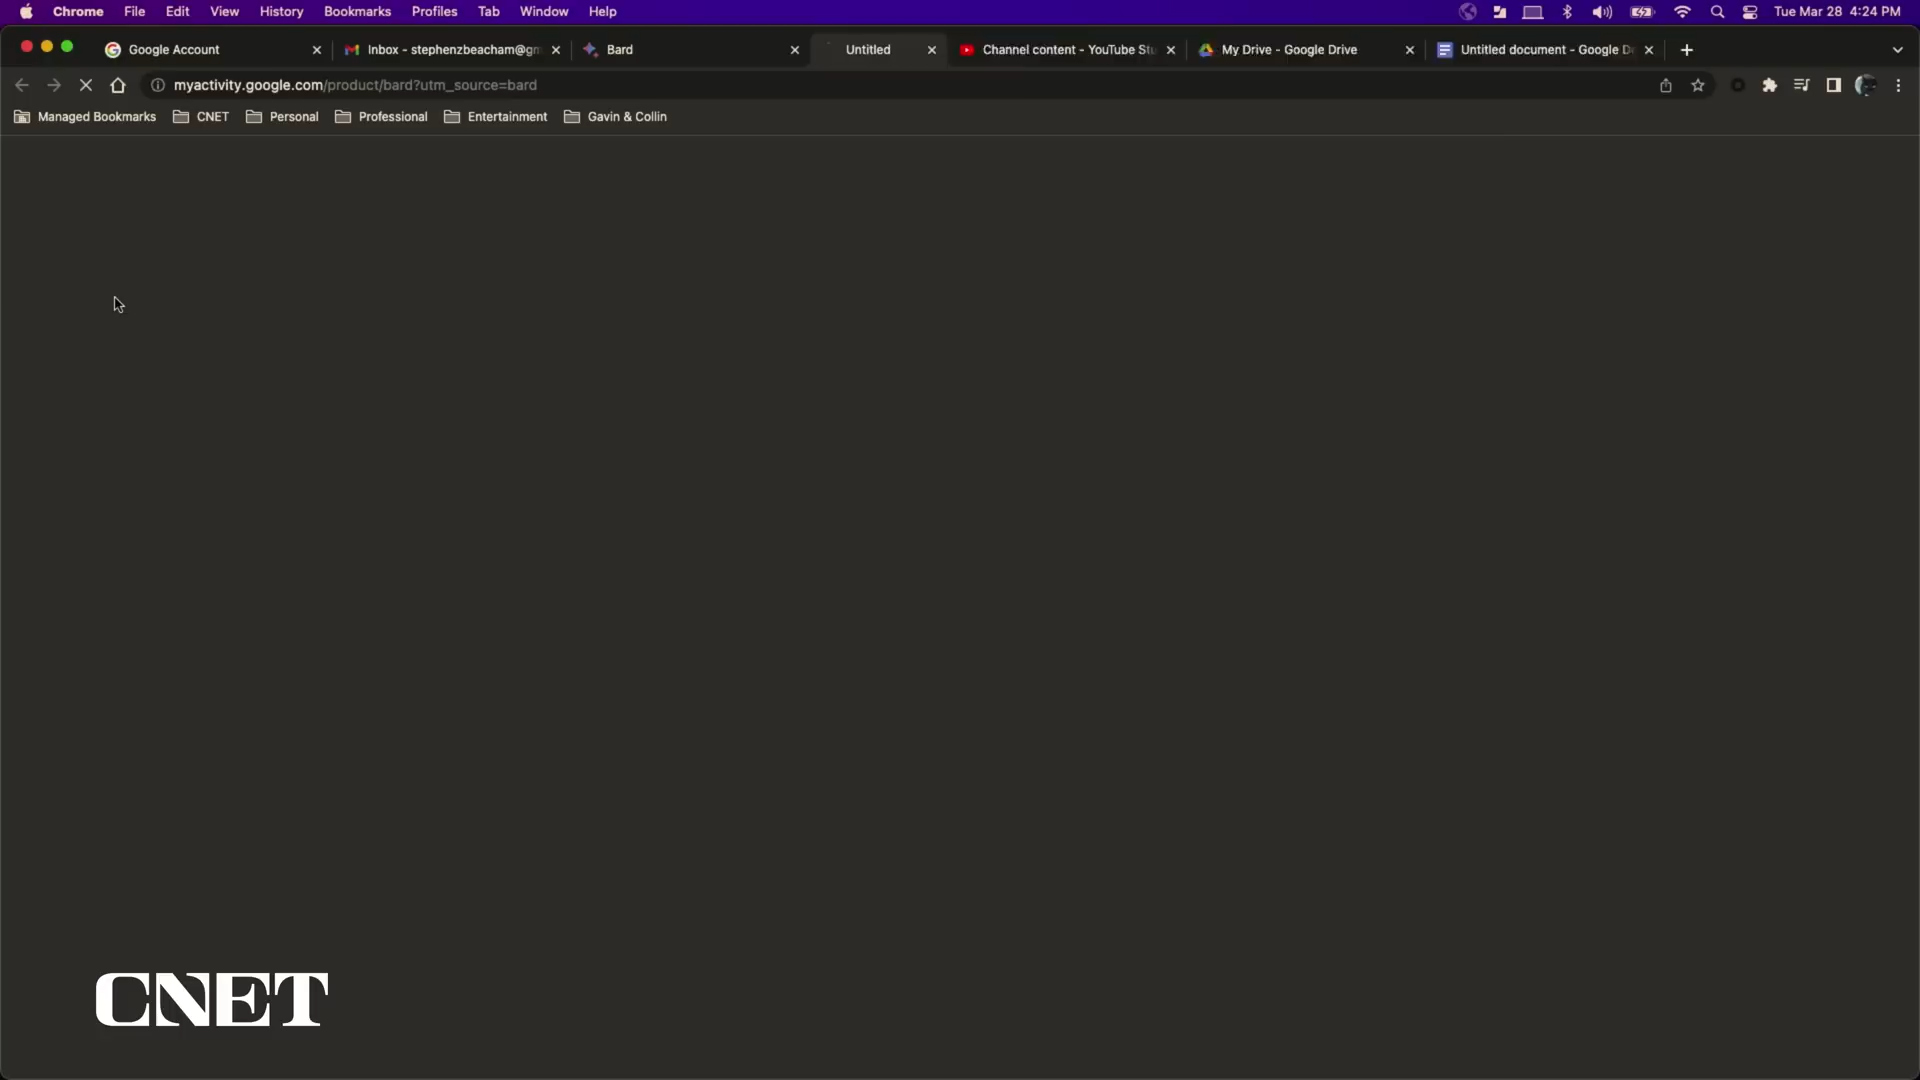 Chrome File Edit View History Bookmarks Profiles Tab Window Help Tue Mar 28 4:24 PM
Google Account Inbox - stephenzbeacham@gm Bard Untitled Channel content - YouTube Stu My Drive - Google Drive Untitled document - Google Do
myactivity.google.com/product/bard?utm_source=bard
Managed Bookmarks CNET Personal Professional Entertainment Gavin & Collin
CNET